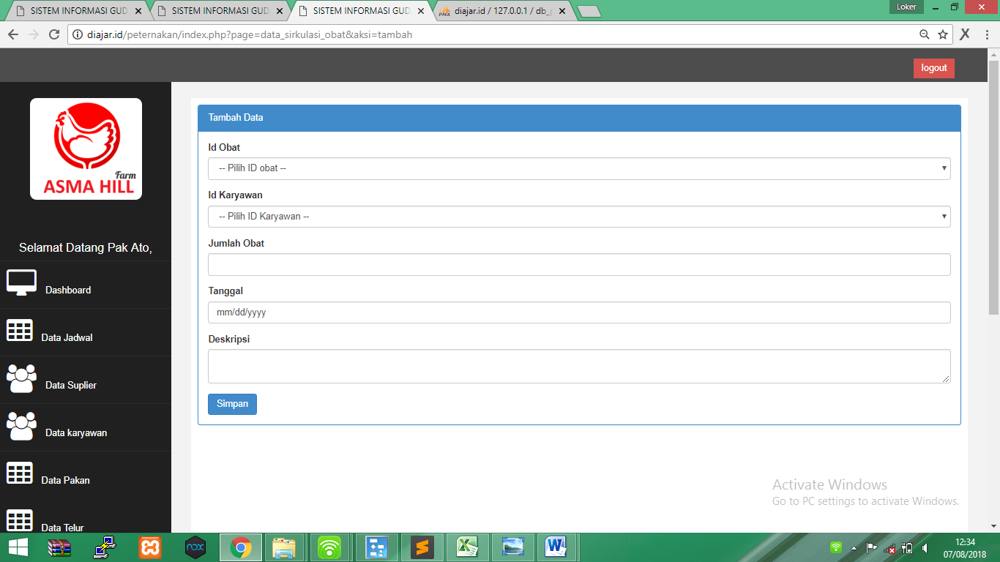 SISTEM INFORMASI GUD
SISTEM INFORMASI GUD
SISTEM INFORMASI GUD
diajar.id / 127.0.0.1 / db_
Loker
diajar.id/peternakan/index.php?page=data_sirkulasi_obat&aksi=tambah
logout
Farm
ASMA HILL
Selamat Datang Pak Ato,
Dashboard
Data Jadwal
Data Suplier
Data karyawan
Data Pakan
Data Telur
Tambah Data
Id Obat
-- Pilih ID obat --
Id Karyawan
-- Pilih ID Karyawan --
Jumlah Obat
Tanggal
mm/dd/yyyy
Deskripsi
Simpan
Activate Windows
Go to PC settings to activate Windows.
nox
12:34
07/08/2018